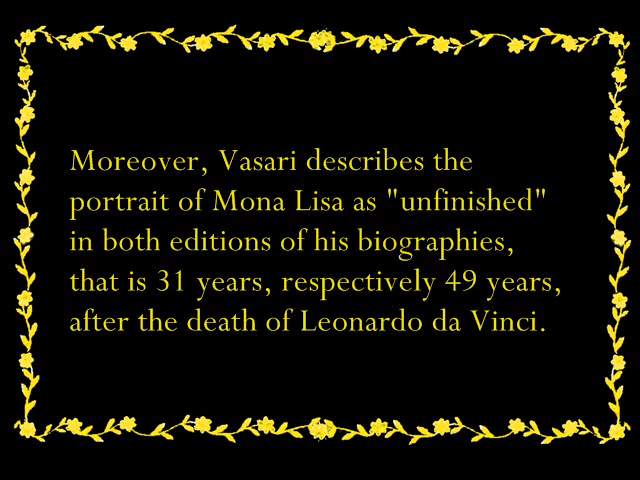 Moreover, Vasari describes the
portrait of Mona Lisa as "unfinished"
in both editions of his biographies,
that is 31 years, respectively 49 years,
after the death of Leonardo da Vinci.